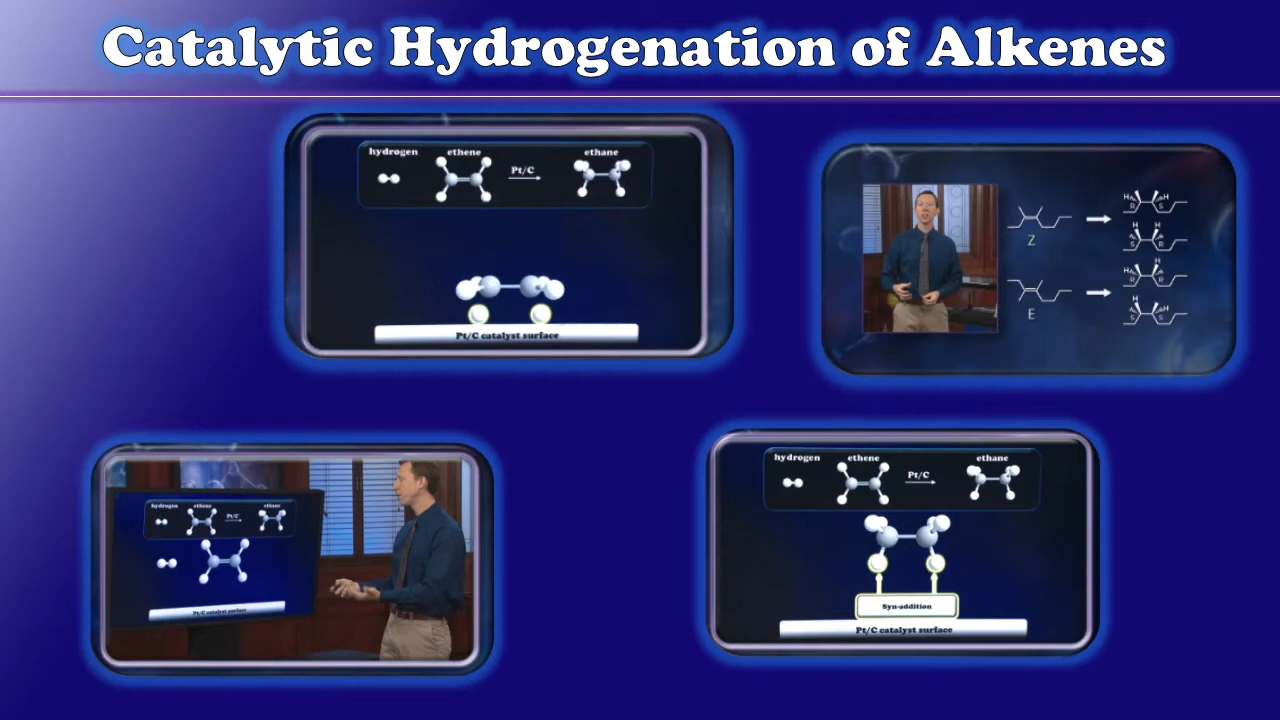 Catalytic Hydrogenation of Alkenes
hydrogen ethene ethane
Pt/C
Pt/C catalyst surface
H H
R S
Z
H H
S R
H
H
R R
E
H
H
S S
hydrogen ethene ethane
Pt/C
Pt/C catalyst surface
hydrogen ethene ethane
Pt/C
Syn-addition
Pt/C catalyst surface